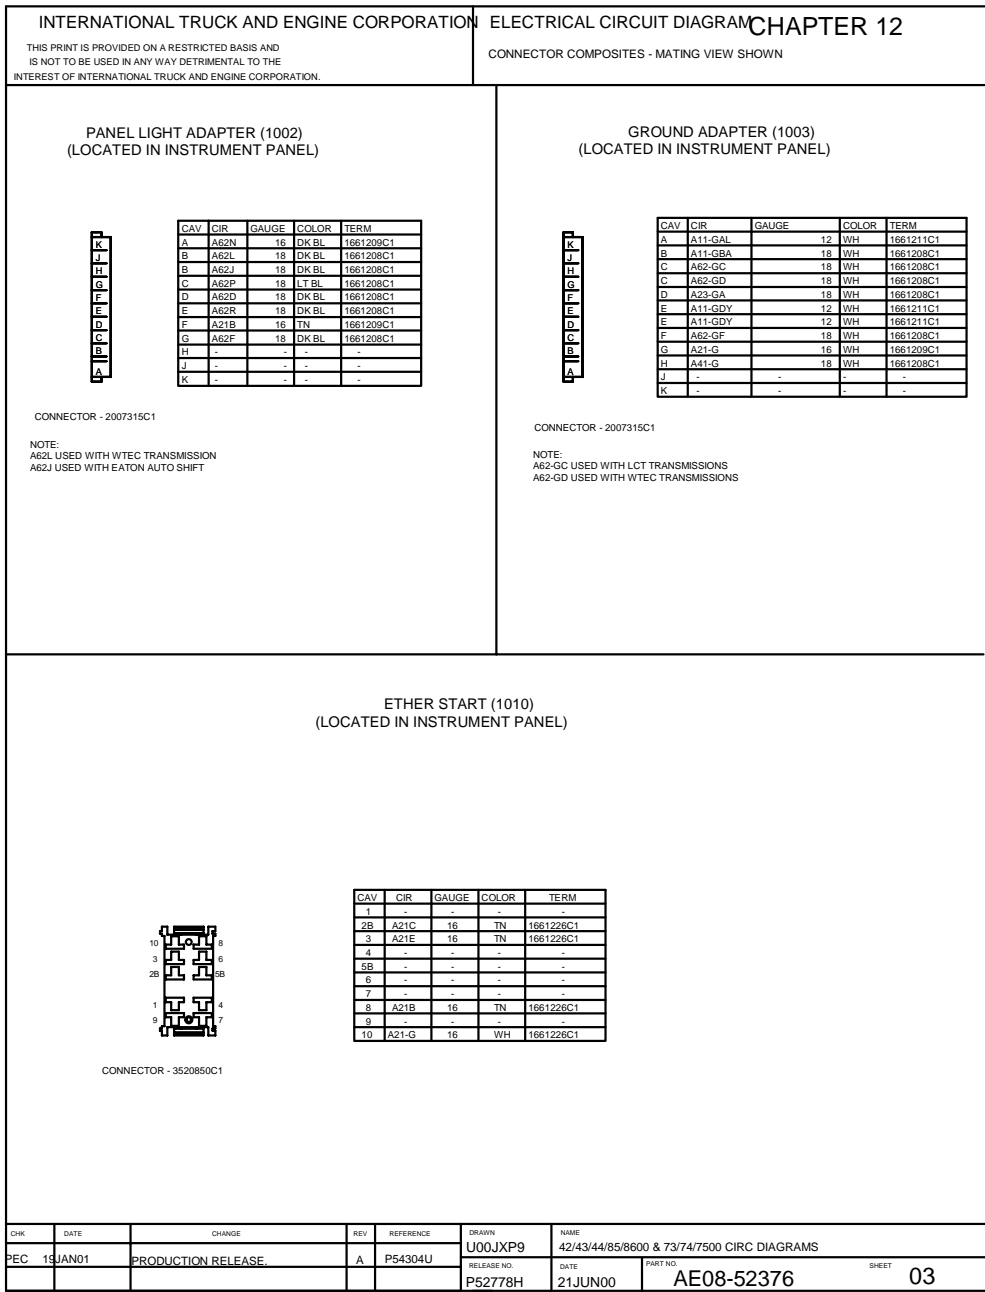 INTERNATIONAL TRUCK AND ENGINE CORPORATION
THIS PRINT IS PROVIDED ON A RESTRICTED BASIS AND
IS NOT TO BE USED IN ANY WAY DETRIMENTAL TO THE
INTEREST OF INTERNATIONAL TRUCK AND ENGINE CORPORATION.
ELECTRICAL CIRCUIT DIAGRAM CHAPTER 12
CONNECTOR COMPOSITES - MATING VIEW SHOWN
PANEL LIGHT ADAPTER (1002)
(LOCATED IN INSTRUMENT PANEL)
K
J
H
G
F
E
D
C
B
A
CAV CIR GAUGE COLOR TERM
A A62N 16 DK BL 1661209C1
B A62L 18 DK BL 1661208C1
B A62J 18 DK BL 1661208C1
C A62P 18 LT BL 1661208C1
D A62D 18 DK BL 1661208C1
E A62R 18 DK BL 1661208C1
F A21B 16 TN 1661209C1
G A62F 18 DK BL 1661208C1
H - - - -
J - - - -
K - - - -
CONNECTOR - 2007315C1
NOTE:
A62L USED WITH WTEC TRANSMISSION
A62J USED WITH EATON AUTO SHIFT
GROUND ADAPTER (1003)
(LOCATED IN INSTRUMENT PANEL)
K
J
H
G
F
E
D
C
B
A
CAV CIR GAUGE COLOR TERM
A A11-GAL 12 WH 1661211C1
B A11-GBA 18 WH 1661208C1
C A62-GC 18 WH 1661208C1
C A62-GD 18 WH 1661208C1
D A23-GA 18 WH 1661208C1
E A11-GDY 12 WH 1661211C1
E A11-GDY 12 WH 1661211C1
F A62-GF 18 WH 1661208C1
G A21-G 16 WH 1661209C1
H A41-G 18 WH 1661208C1
J - - - -
K - - - -
CONNECTOR - 2007315C1
NOTE:
A62-GC USED WITH LCT TRANSMISSIONS
A62-GD USED WITH WTEC TRANSMISSIONS
ETHER START (1010)
(LOCATED IN INSTRUMENT PANEL)
10 8
3 6
2B 5B
1 4
9 7
CAV CIR GAUGE COLOR TERM
1 - - - -
2B A21C 16 TN 1661226C1
3 A21E 16 TN 1661226C1
4 - - - -
5B - - - -
6 - - - -
7 - - - -
8 A21B 16 TN 1661226C1
9 - - - -
10 A21-G 16 WH 1661226C1
CONNECTOR - 3520850C1
CHK DATE CHANGE REV REFERENCE
PEC 19JAN01 PRODUCTION RELEASE. A P54304U
DRAWN
U00JXP9
NAME
42/43/44/85/8600 & 73/74/7500 CIRC DIAGRAMS
RELEASE NO.
P52778H
DATE
21JUN00
PART NO.
AE08-52376
SHEET
03